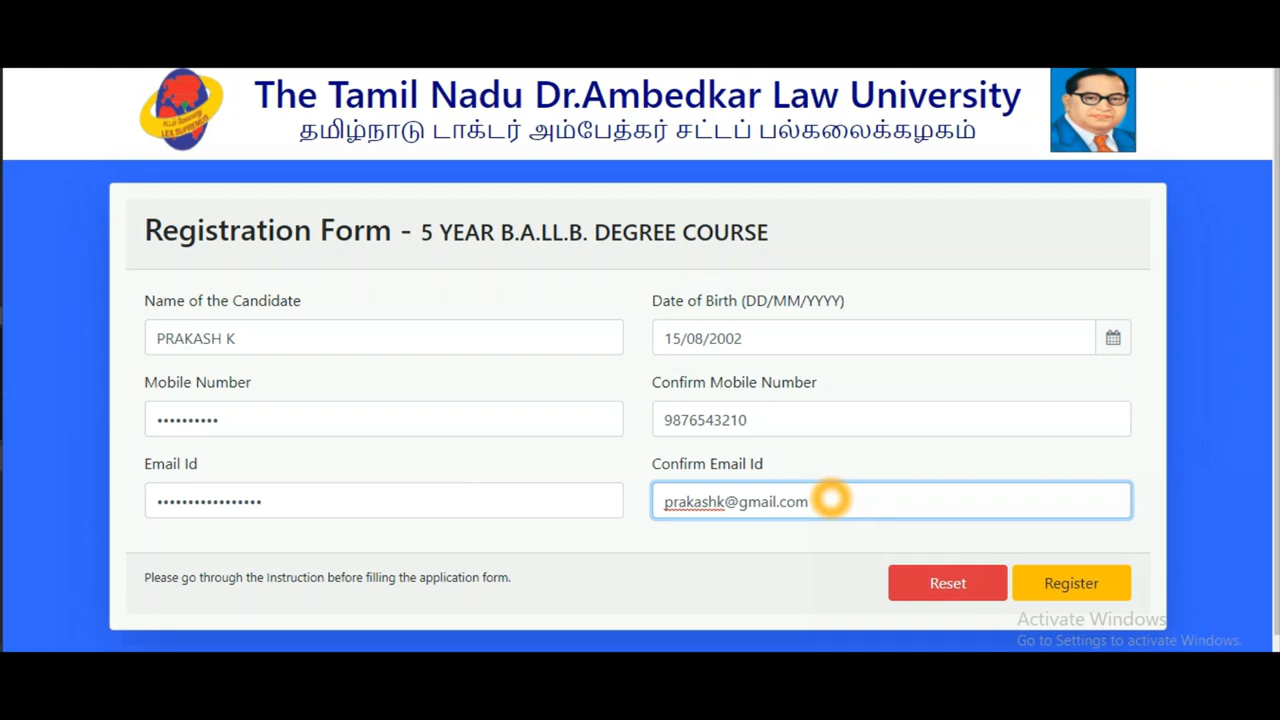 The Tamil Nadu Dr.Ambedkar Law University
தமிழ்நாடு டாக்டர் அம்பேத்கர் சட்டப் பல்கலைக்கழகம்
LEX SUPREMUS
Registration Form - 5 YEAR B.A.LL.B. DEGREE COURSE
Name of the Candidate
Date of Birth (DD/MM/YYYY)
PRAKASH K
15/08/2002
Mobile Number
Confirm Mobile Number
••••••••••
9876543210
Email Id
Confirm Email Id
•••••••••••••••••
prakashk@gmail.com
Please go through the Instruction before filling the application form.
Reset
Register
Activate Windows
Go to Settings to activate Windows.